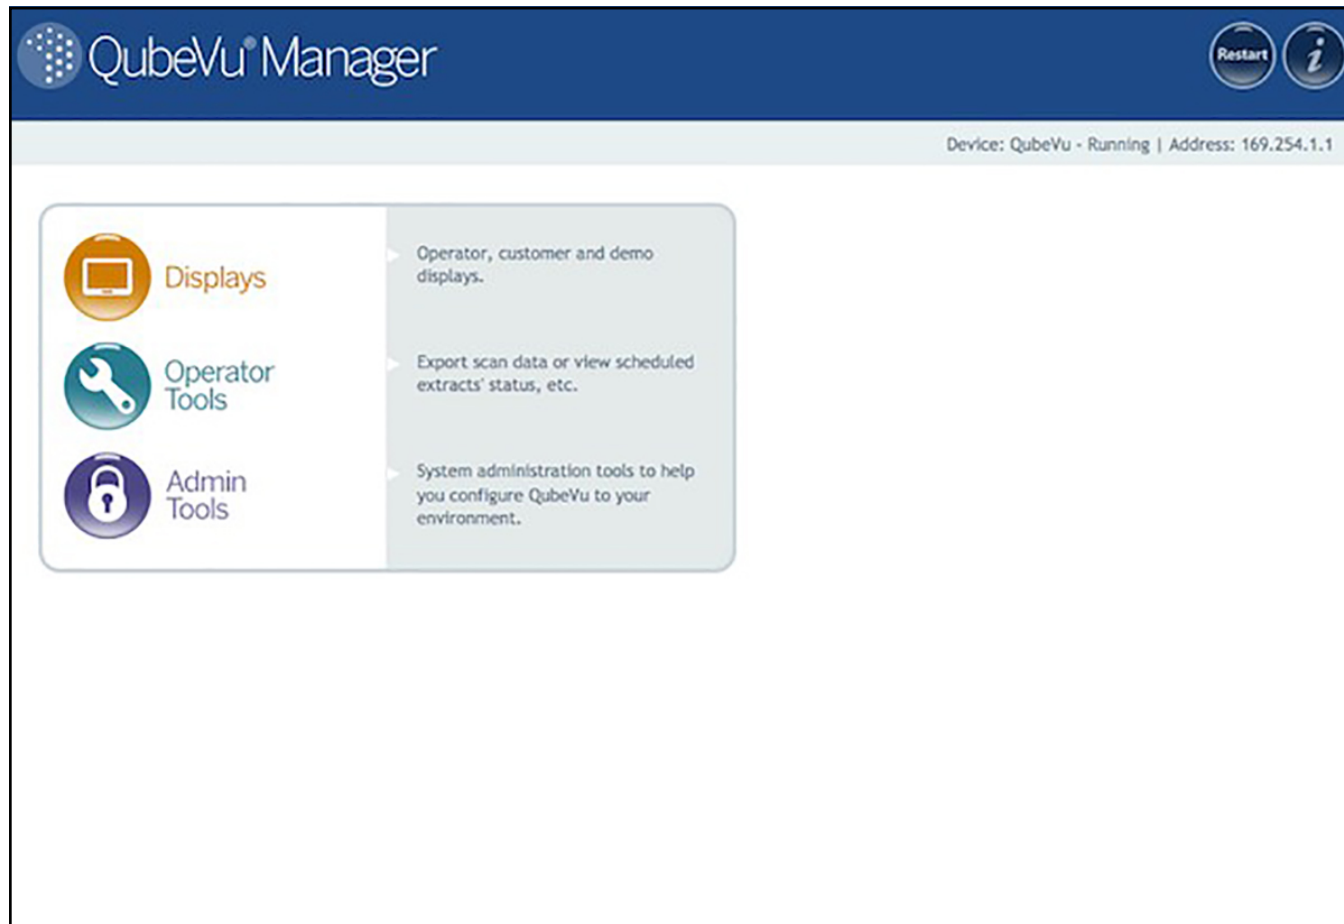 QubeVu® Manager
Restart
i
Device: QubeVu - Running | Address: 169.254.1.1
Displays
Operator, customer and demo
displays.
Operator
Tools
Export scan data or view scheduled
extracts' status, etc.
Admin
Tools
System administration tools to help
you configure QubeVu to your
environment.